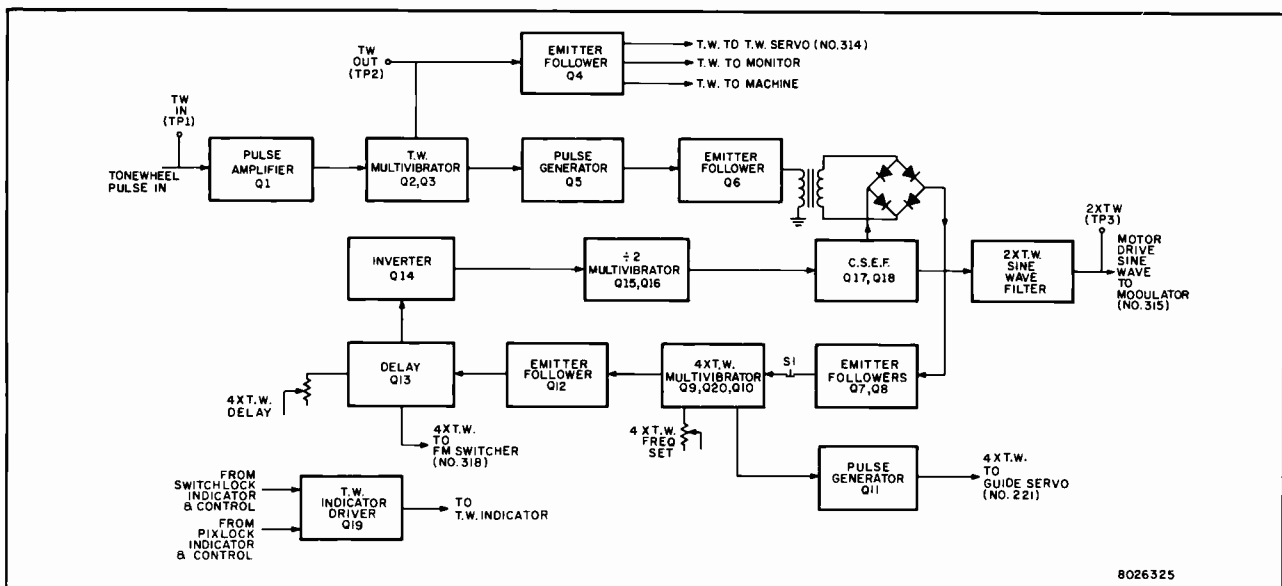 TW
OUT
(TP2)
EMITTER
FOLLOWER
Q4
T.W. TO T.W. SERVO (NO.314)
T.W. TO MONITOR
T.W. TO MACHINE
TW
IN
(TP1)
TONEWHEEL
PULSE IN
PULSE
AMPLIFIER
Q1
T.W.
MULTIVIBRATOR
Q2,Q3
PULSE
GENERATOR
Q5
EMITTER
FOLLOWER
Q6
INVERTER
Q14
÷2
MULTIVIBRATOR
Q15,Q16
C.S.E.F.
Q17,Q18
2XT.W.
SINE
WAVE
FILTER
2XTW
(TP3)
MOTOR
DRIVE
SINE
WAVE
TO
MODULATOR
(NO.315)
DELAY
Q13
4XT.W.
DELAY
4XT.W.
TO
FM SWITCHER
(NO.318)
EMITTER
FOLLOWER
Q12
4XT.W.
MULTIVIBRATOR
Q9,Q20,Q10
4XT.W.
FREQ
SET
S1
EMITTER
FOLLOWERS
Q7,Q8
PULSE
GENERATOR
Q11
4XT.W.
TO
GUIDE SERVO
(NO.221)
FROM
SWITCHLOCK
INDICATOR
& CONTROL
FROM
PIXLOCK
INDICATOR
& CONTROL
T.W.
INDICATOR
DRIVER
Q19
TO
T.W. INDICATOR
8026325